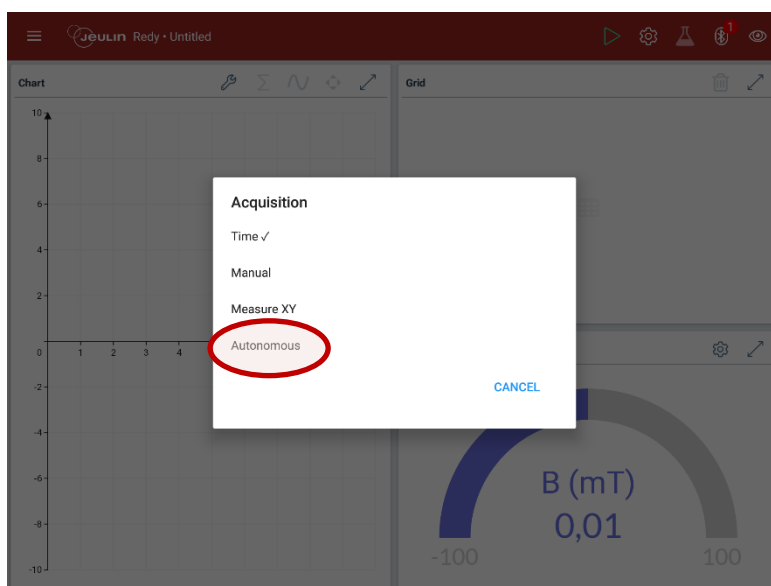 Jeulin Redy • Untitled
1
Chart
Grid
10
8
6
4
2
0
1 2 3 4
-2
-4
-6
-8
-10
Acquisition
Time ✓
Manual
Measure XY
Autonomous
CANCEL
B (mT)
0,01
-100
100